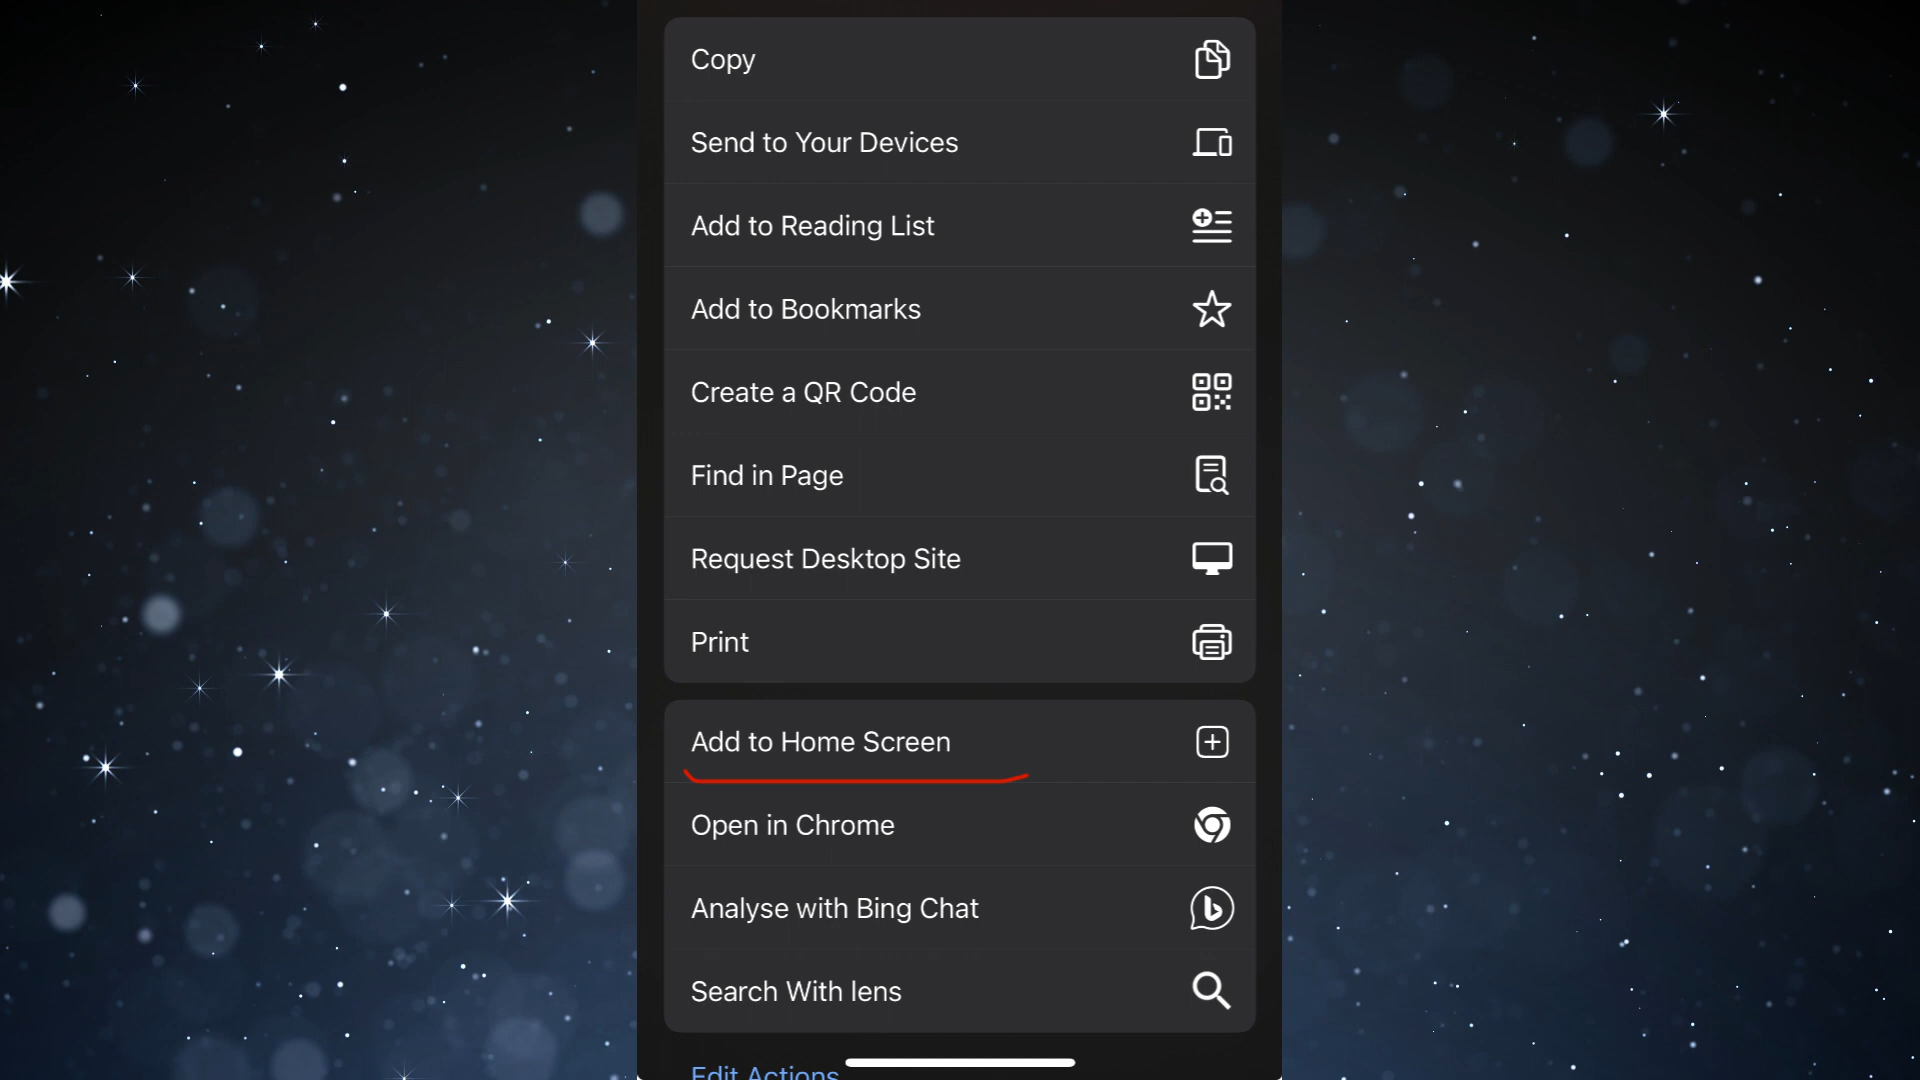 Copy
Send to Your Devices
Add to Reading List
Add to Bookmarks
Create a QR Code
Find in Page
Request Desktop Site
Print
Add to Home Screen
Open in Chrome
Analyse with Bing Chat
Search With lens
Edit Actions